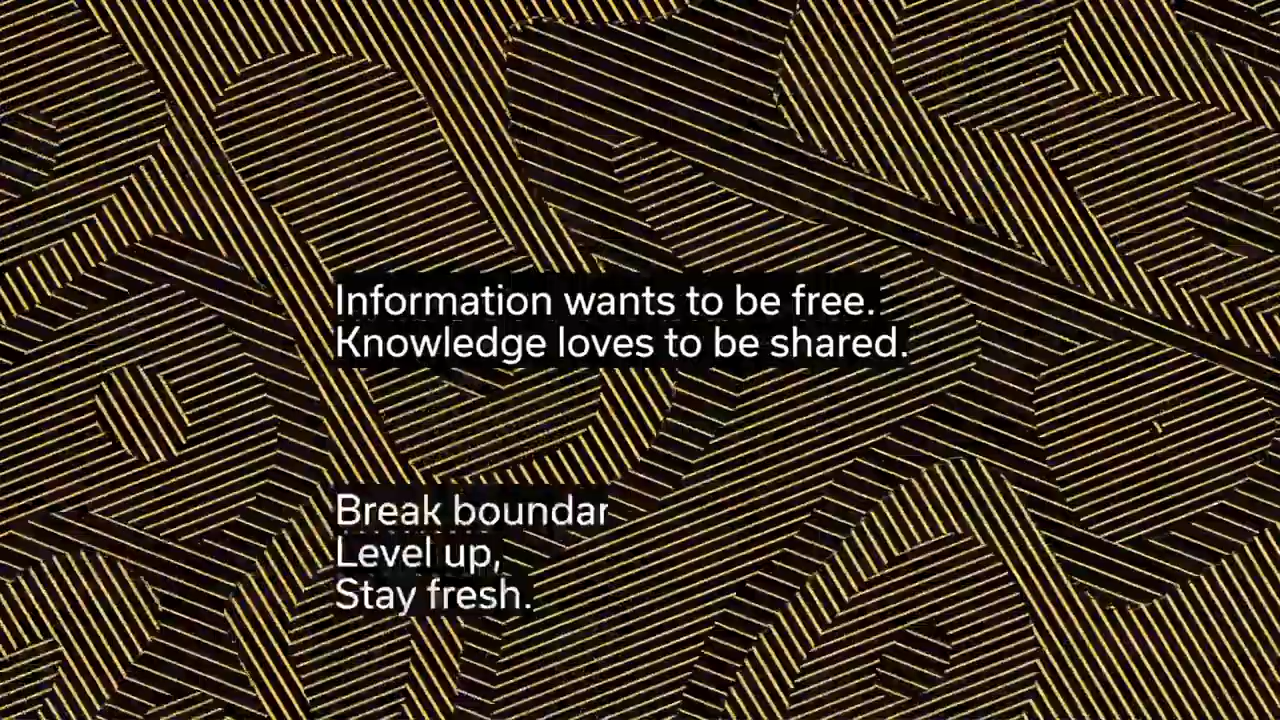 Information wants to be free.
Knowledge loves to be shared.
Break boundar
Level up,
Stay fresh.